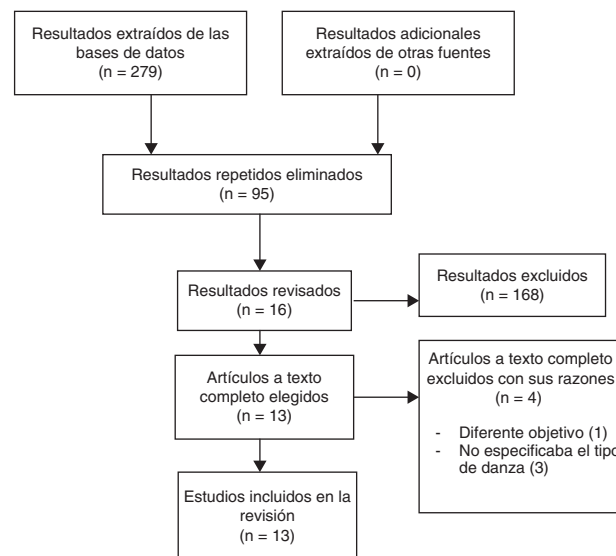 Resultados extraídos de las
bases de datos
(n = 279)
Resultados adicionales
extraídos de otras fuentes
(n = 0)
Resultados repetidos eliminados
(n = 95)
Resultados revisados
(n = 16)
Resultados excluidos
(n = 168)
Artículos a texto
completo elegidos
(n = 13)
Artículos a texto completo
excluidos con sus razones
(n = 4)
- Diferente objetivo (1)
- No especificaba el tipo
de danza (3)
Estudios incluidos en la
revisión
(n = 13)